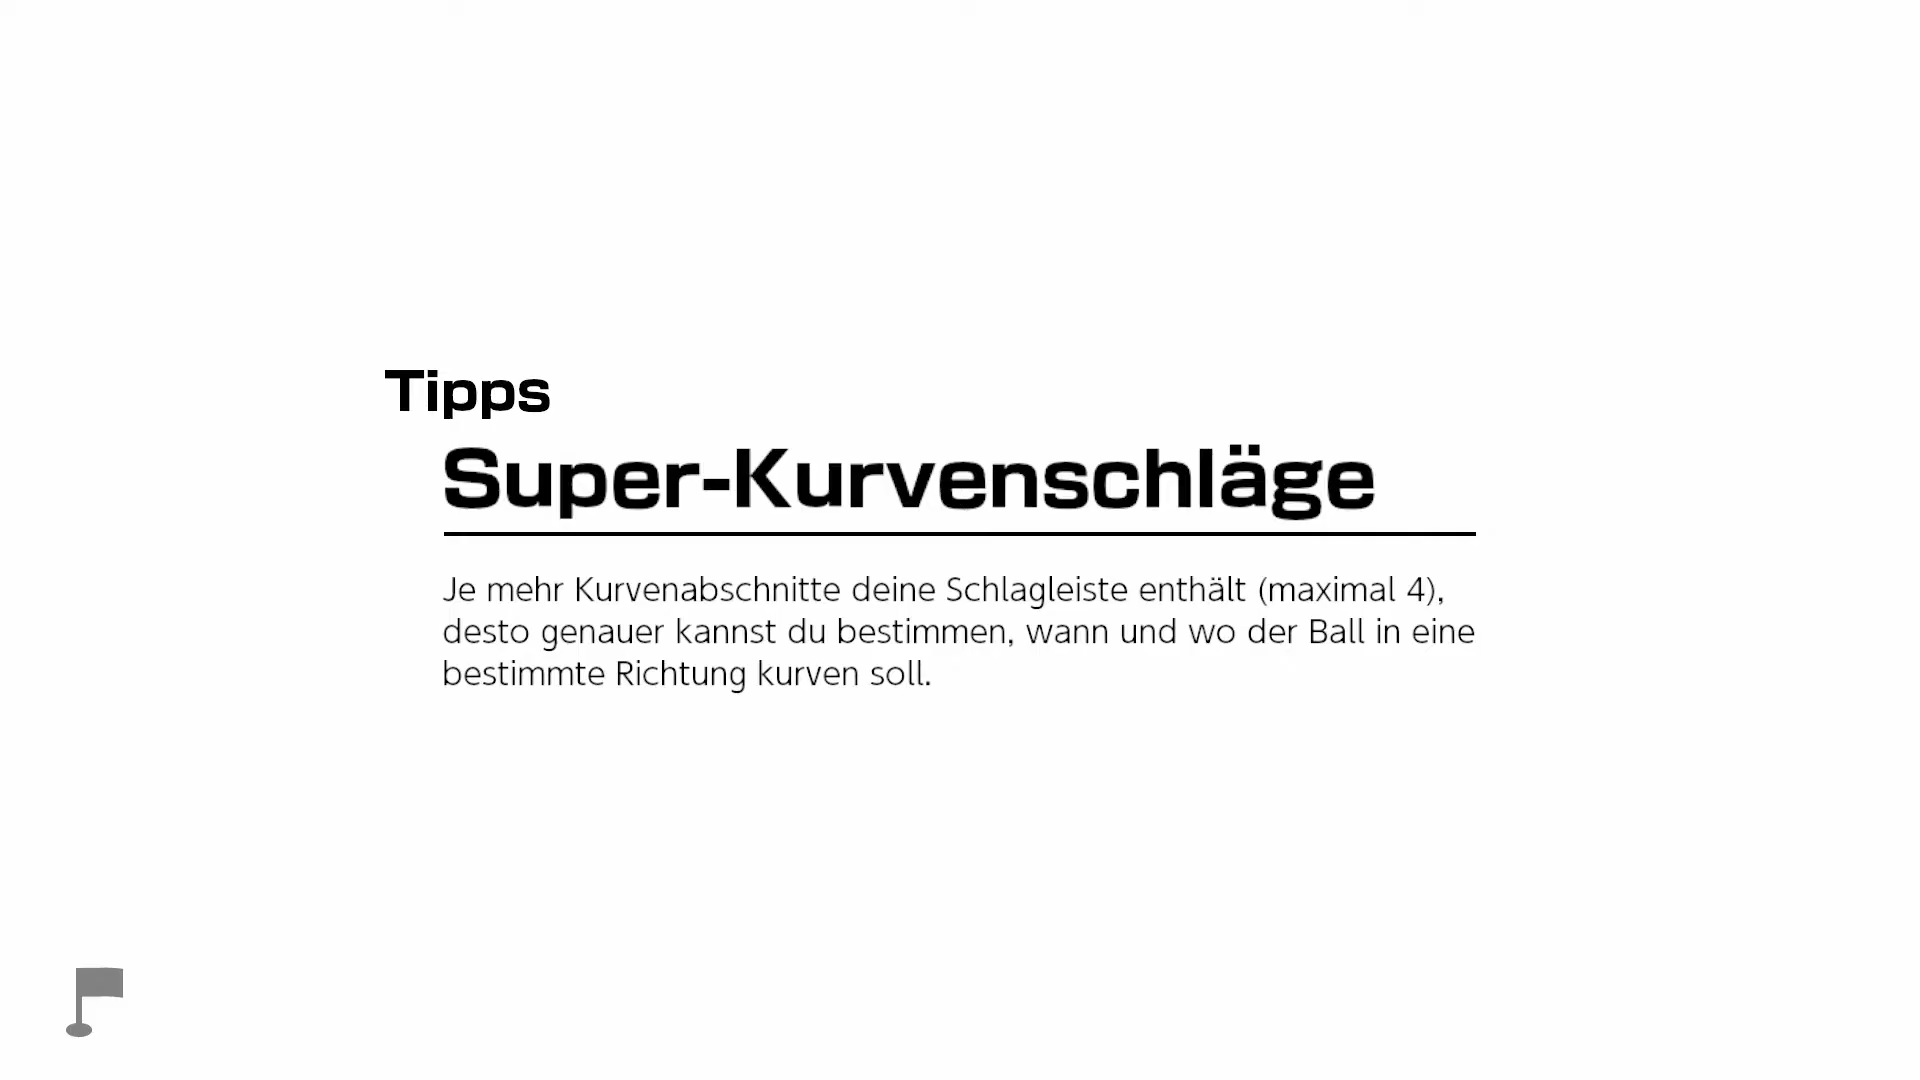 Tipps
Super-Kurvenschläge
Je mehr Kurvenabschnitte deine Schlagleiste enthält (maximal 4),
desto genauer kannst du bestimmen, wann und wo der Ball in eine
bestimmte Richtung kurven soll.